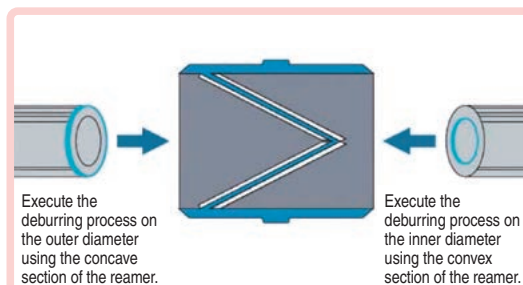 Execute the
deburring process on
the outer diameter
using the concave
section of the reamer.
Execute the
deburring process on
the inner diameter
using the convex
section of the reamer.